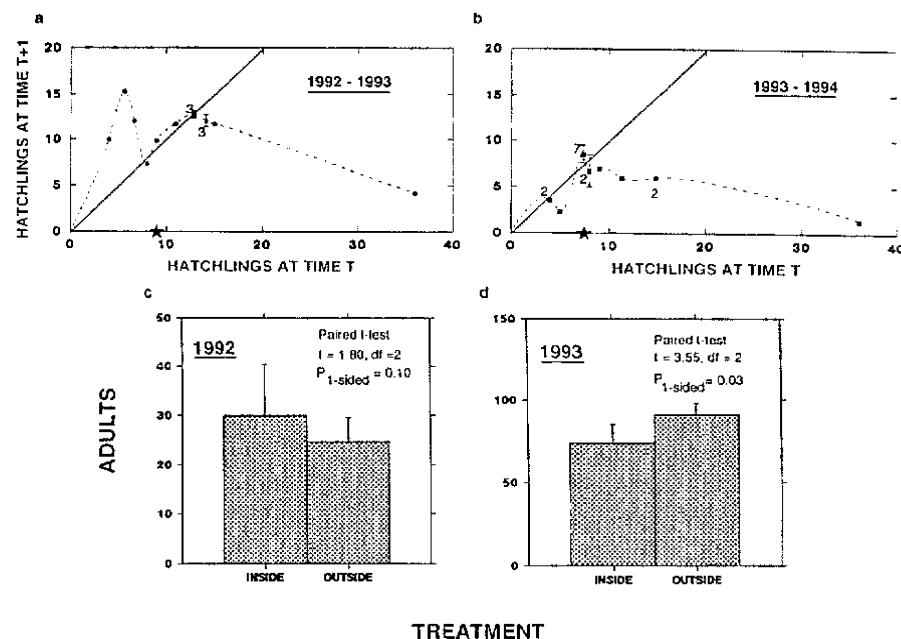 a
b
HATCHLINGS AT TIME T+1
20
15
10
5
0
1992 - 1993
3
3
0 10 20 30 40
HATCHLINGS AT TIME T
20
15
10
5
0
1993 - 1994
2
7
2
2
0 10 20 30 40
HATCHLINGS AT TIME T
c
d
ADULTS
50
40
30
20
10
0
1992
Paired t-test
t = 1.80, df =2
P1-sided = 0.10
INSIDE OUTSIDE
150
100
50
0
1993
Paired t-test
t = 3.55, df = 2
P1-sided = 0.03
INSIDE OUTSIDE
TREATMENT